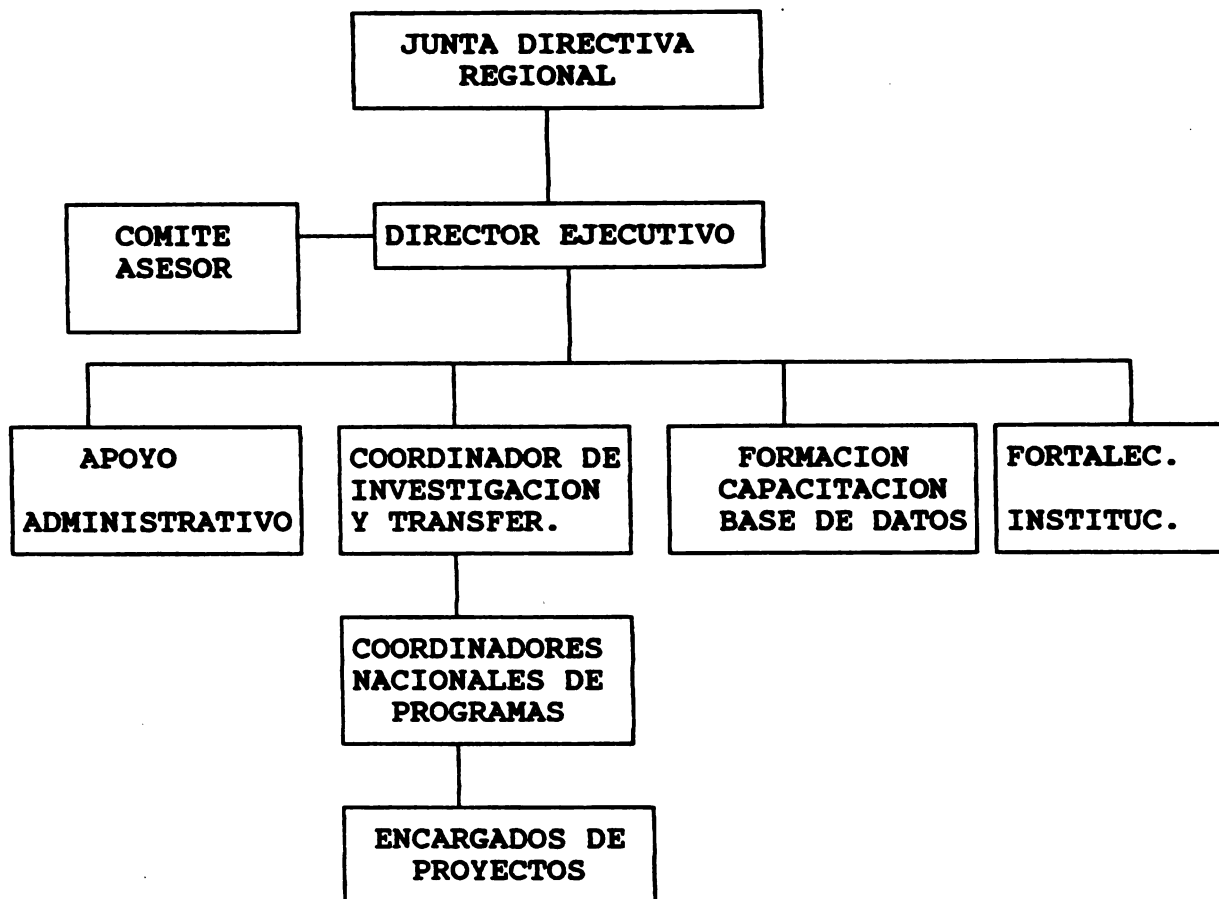 JUNTA DIRECTIVA
REGIONAL
COMITE
ASESOR
DIRECTOR EJECUTIVO
APOYO
ADMINISTRATIVO
COORDINADOR DE
INVESTIGACION
Y TRANSFER.
FORMACION
CAPACITACION
BASE DE DATOS
FORTALEC.
INSTITUC.
COORDINADORES
NACIONALES DE
PROGRAMAS
ENCARGADOS DE
PROYECTOS